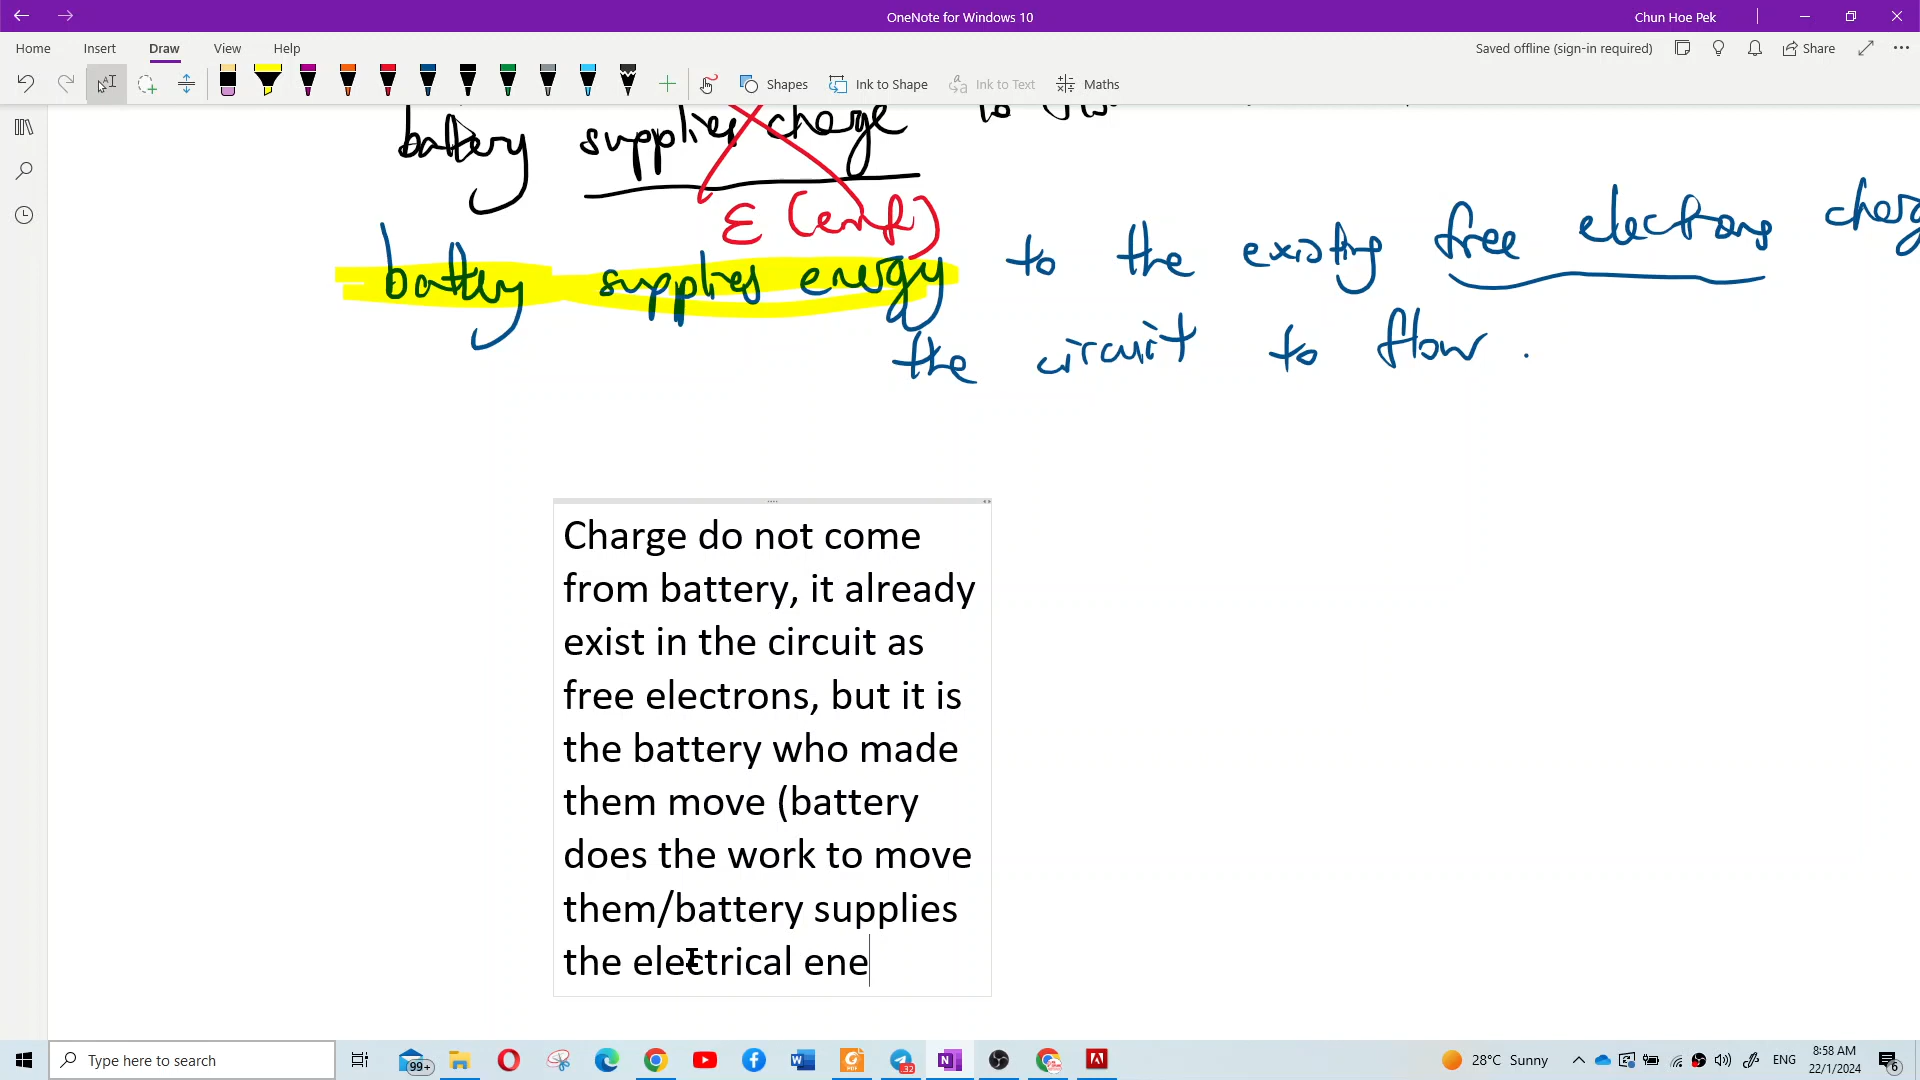 OneNote for Windows 10
Chun Hoe Pek
Home Insert Draw View Help
Saved offline (sign-in required) Share
Shapes Ink to Shape Ink to Text Maths
battery supplies charge to
ε (emf)
battery supplies energy to the existing free electrons
the circuit to flow.
Charge do not come
from battery, it already
exist in the circuit as
free electrons, but it is
the battery who made
them move (battery
does the work to move
them/battery supplies
the electrical ene
Type here to search
99+
32
28°C Sunny
ENG
8:58 AM
22/1/2024
6